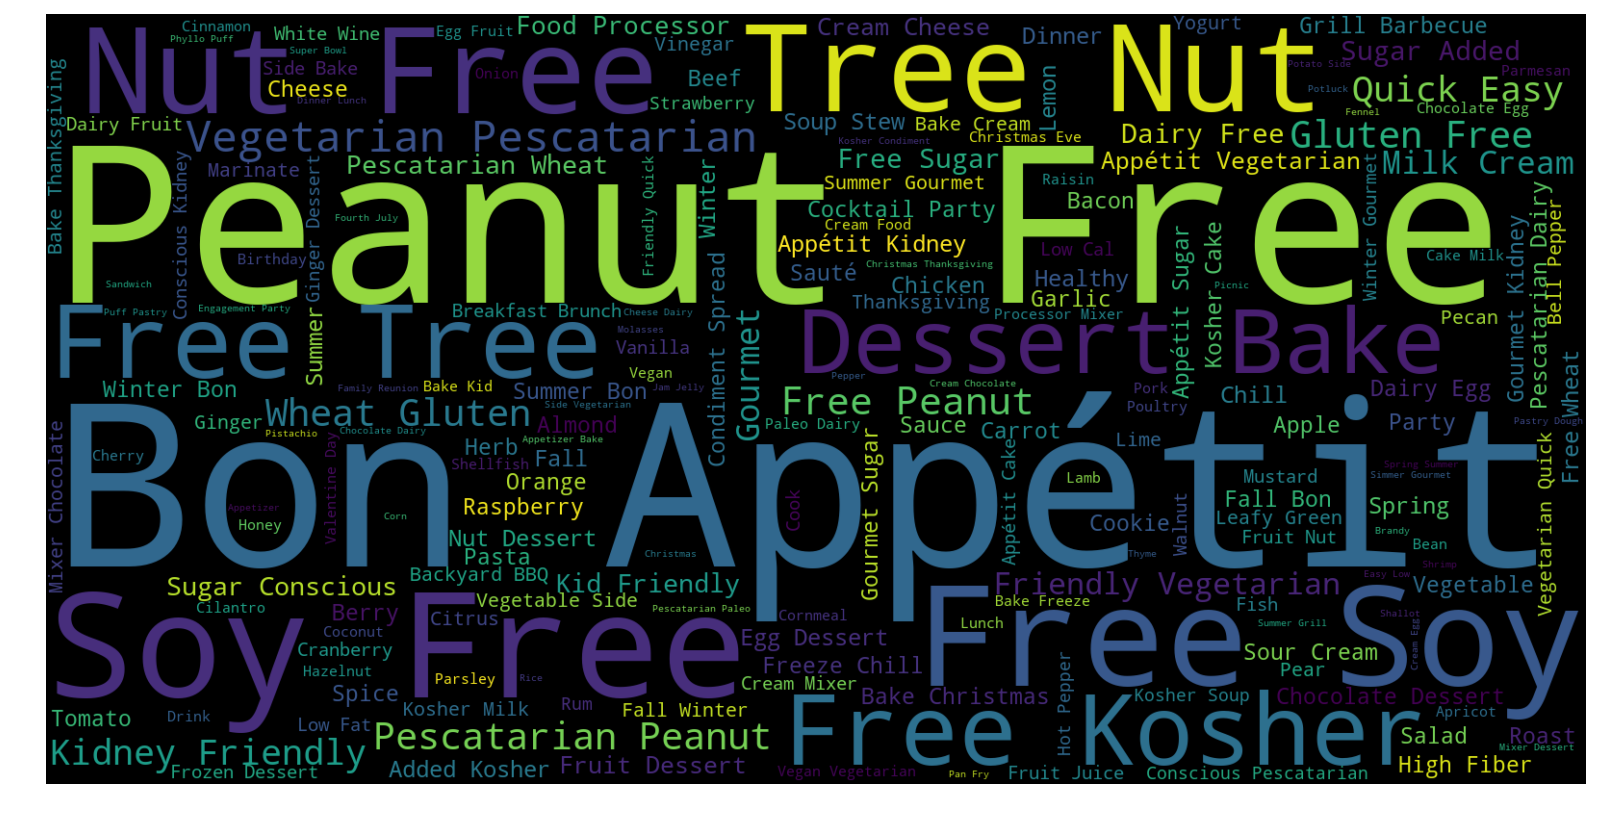 Nut Free
Tree Nut
Peanut Free
Bon Appétit
Soy Free
Free Soy
Free Tree
Dessert Bake
Free Kosher
Cinnamon
Phyllo Puff
White Wine
Super Bowl
Side Bake
Cheese
Dinner Lunch
Egg Fruit
Food Processor
Vinegar
Onion
Beef
Strawberry
Cream Cheese
Dinner
Yogurt
Grill Barbecue
Sugar Added
Potato Side
Parmesan
Potluck
Quick Easy
Chocolate Egg
Fennel
Lemon
Bake Thanksgiving
Dairy Fruit
Vegetarian Pescatarian
Soup Stew
Bake Cream
Christmas Eve
Kosher Condiment
Dairy Free
Gluten Free
Conscious Kidney
Marinate
Ginger Dessert
Pescatarian Wheat
Friendly Quick
Winter
Free Sugar
Appétit Vegetarian
Milk Cream
Summer Gourmet
Raisin
Bacon
Cocktail Party
Cream Food
Appétit Kidney
Low Cal
Fourth July
Birthday
Christmas Thanksgiving
Sauté
Healthy
Chicken
Garlic
Thanksgiving
Processor Mixer
Appétit Sugar
Kosher Cake
Picnic
Winter Gourmet
Cake Milk
Gourmet Kidney
Pescatarian Dairy
Bell Pepper
Pecan
Sandwich
Puff Pastry
Engagement Party
Summer
Breakfast Brunch
Cheese Dairy
Molasses
Vanilla
Vegan
Condiment Spread
Gourmet
Winter Bon
Family Reunion
Bake Kid
Summer Bon
Jam Jelly
Pepper
Cream Chocolate
Pork
Poultry
Chill
Dairy Egg
Free Wheat
Ginger
Wheat Gluten
Side Vegetarian
Almond
Free Peanut
Paleo Dairy
Sauce
Carrot
Lime
Apple
Party
Pastry Dough
Mixer Chocolate
Cherry
Pistachio
Chocolate Dairy
Valentine Day
Herb
Appetizer Bake
Shellfish
Fall
Orange
Raspberry
Gourmet Sugar
Appétit Cake
Lamb
Mustard
Spring Summer
Simmer Gourmet
Vegetarian Quick
Appetizer
Honey
Corn
Cook
Cookie
Walnut
Fall Bon
Leafy Green
Fruit Nut
Spring
Brandy
Bean
Nut Dessert
Pasta
Christmas
Thyme
Shrimp
Sugar Conscious
Backyard BBQ
Kid Friendly
Friendly Vegetarian
Easy Low
Vegetable
Cilantro
Berry
Citrus
Vegetable Side
Pescatarian Paleo
Cornmeal
Bake Freeze
Lunch
Fish
Summer Grill
Shallot
Cream Egg
Coconut
Cranberry
Hazelnut
Egg Dessert
Freeze Chill
Sour Cream
Pear
Parsley
Rice
Spice
Cream Mixer
Bake Christmas
Hot Pepper
Kosher Soup
Chocolate Dessert
Apricot
Tomato
Drink
Low Fat
Kosher Milk
Rum
Fall Winter
Salad
Roast
Mixer Dessert
Kidney Friendly
Pescatarian Peanut
Frozen Dessert
Added Kosher
Fruit Dessert
Vegan Vegetarian
Pan Fry
Fruit Juice
Conscious Pescatarian
High Fiber